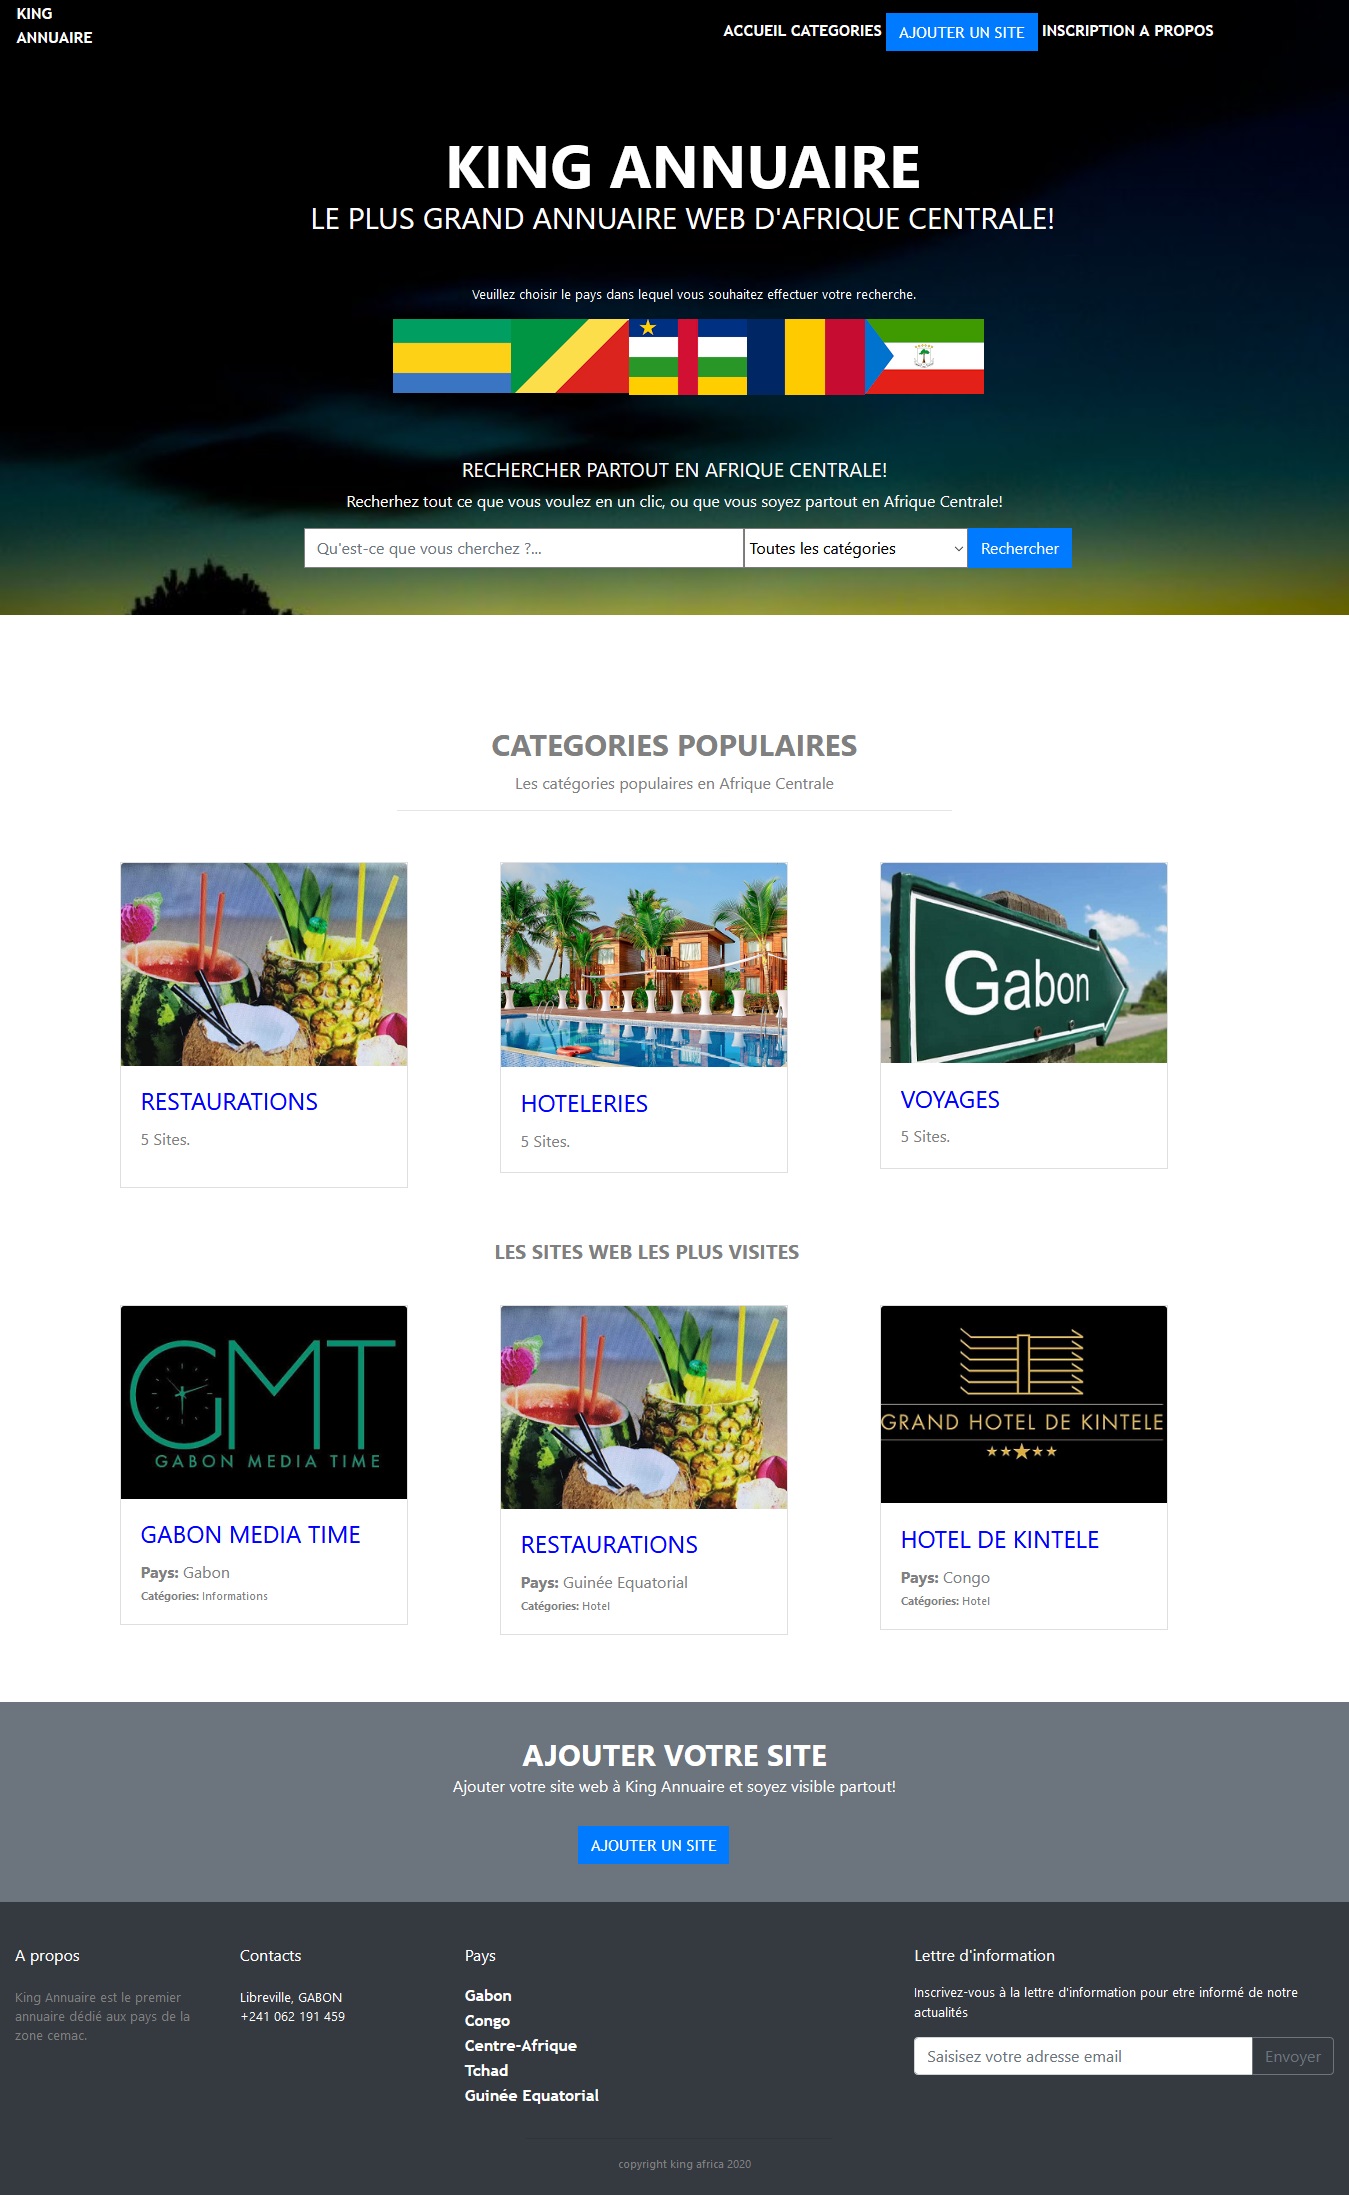 KING
ANNUAIRE
ACCUEIL CATEGORIES AJOUTER UN SITE INSCRIPTION A PROPOS
KING ANNUAIRE
LE PLUS GRAND ANNUAIRE WEB D'AFRIQUE CENTRALE!
Veuillez choisir le pays dans lequel vous souhaitez effectuer votre recherche.
RECHERCHER PARTOUT EN AFRIQUE CENTRALE!
Recherhez tout ce que vous voulez en un clic, ou que vous soyez partout en Afrique Centrale!
Qu'est-ce que vous cherchez ?... Toutes les catégories Rechercher
CATEGORIES POPULAIRES
Les catégories populaires en Afrique Centrale
Gabon
RESTAURATIONS
5 Sites.
HOTELERIES
5 Sites.
VOYAGES
5 Sites.
LES SITES WEB LES PLUS VISITES
GMT
GABON MEDIA TIME
GABON MEDIA TIME
Pays: Gabon
Catégories: Informations
RESTAURATIONS
Pays: Guinée Equatorial
Catégories: Hotel
GRAND HOTEL DE KINTELE
HOTEL DE KINTELE
Pays: Congo
Catégories: Hotel
AJOUTER VOTRE SITE
Ajouter votre site web à King Annuaire et soyez visible partout!
AJOUTER UN SITE
A propos
King Annuaire est le premier
annuaire dédié aux pays de la
zone cemac.
Contacts
Libreville, GABON
+241 062 191 459
Pays
Gabon
Congo
Centre-Afrique
Tchad
Guinée Equatorial
Lettre d'information
Inscrivez-vous à la lettre d'information pour etre informé de notre
actualités
Saisisez votre adresse email Envoyer
copyright king africa 2020